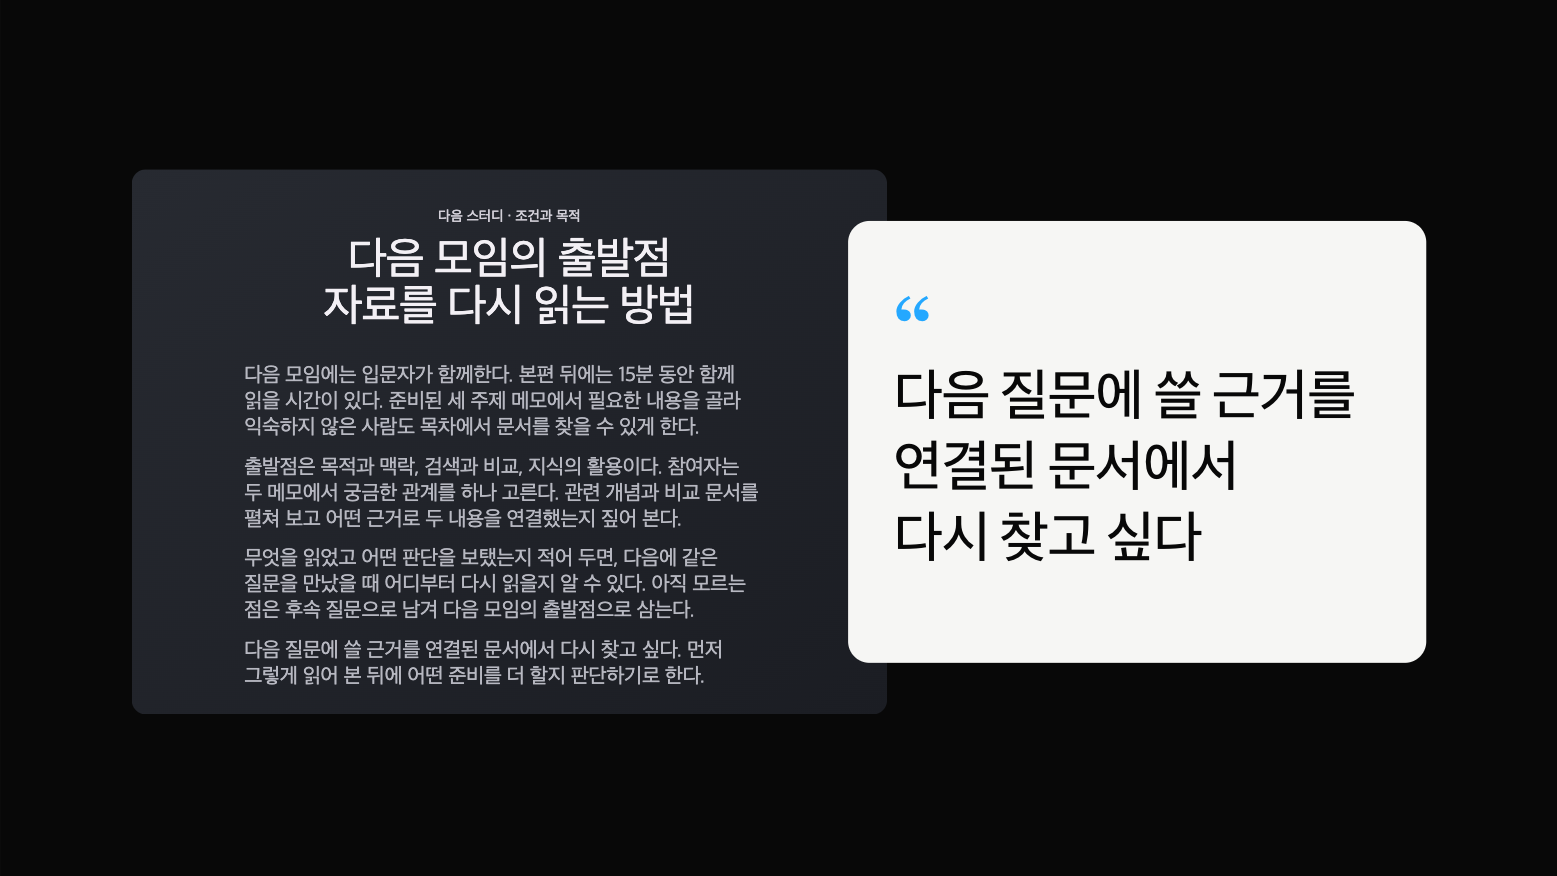 다음 스터디 · 조건과 목적
다음 모임의 출발점
자료를 다시 읽는 방법
다음 모임에는 입문자가 함께한다. 본편 뒤에는 15분 동안 함께
읽을 시간이 있다. 준비된 세 주제 메모에서 필요한 내용을 골라
익숙하지 않은 사람도 목차에서 문서를 찾을 수 있게 한다.
출발점은 목적과 맥락, 검색과 비교, 지식의 활용이다. 참여자는
두 메모에서 궁금한 관계를 하나 고른다. 관련 개념과 비교 문서를
펼쳐 보고 어떤 근거로 두 내용을 연결했는지 짚어 본다.
무엇을 읽었고 어떤 판단을 보탰는지 적어 두면, 다음에 같은
질문을 만났을 때 어디부터 다시 읽을지 알 수 있다. 아직 모르는
점은 후속 질문으로 남겨 다음 모임의 출발점으로 삼는다.
다음 질문에 쓸 근거를 연결된 문서에서 다시 찾고 싶다. 먼저
그렇게 읽어 본 뒤에 어떤 준비를 더 할지 판단하기로 한다.
“
다음 질문에 쓸 근거를
연결된 문서에서
다시 찾고 싶다